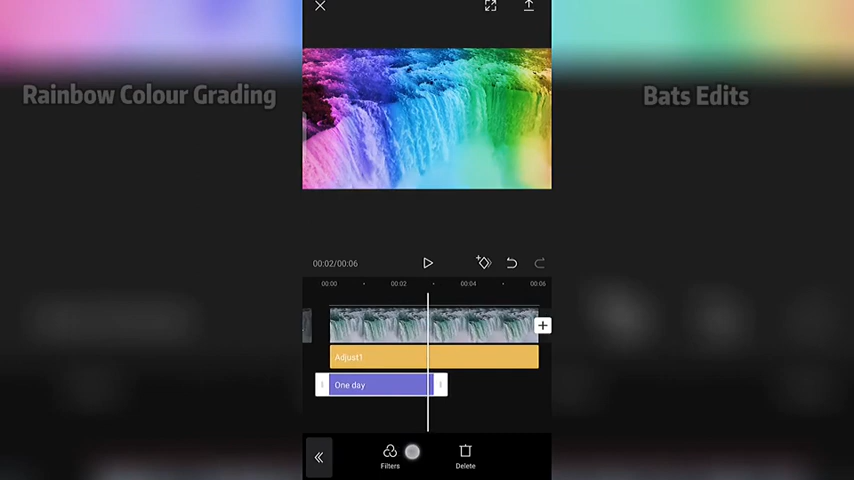 Rainbow Colour Grading
Bats Edits
00:02/00:06
00:00
00:02
00:04
00:06
Adjust1
One day
Filters
Delete